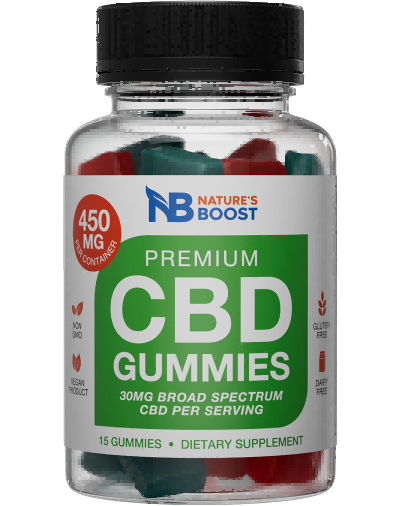 NB NATURE'S
BOOST
450
MG
PER CONTAINER
PREMIUM
CBD
GUMMIES
30MG BROAD SPECTRUM
CBD PER SERVING
NON
GMO
VEGAN
PRODUCT
GLUTEN
FREE
DAIRY
FREE
15 GUMMIES • DIETARY SUPPLEMENT